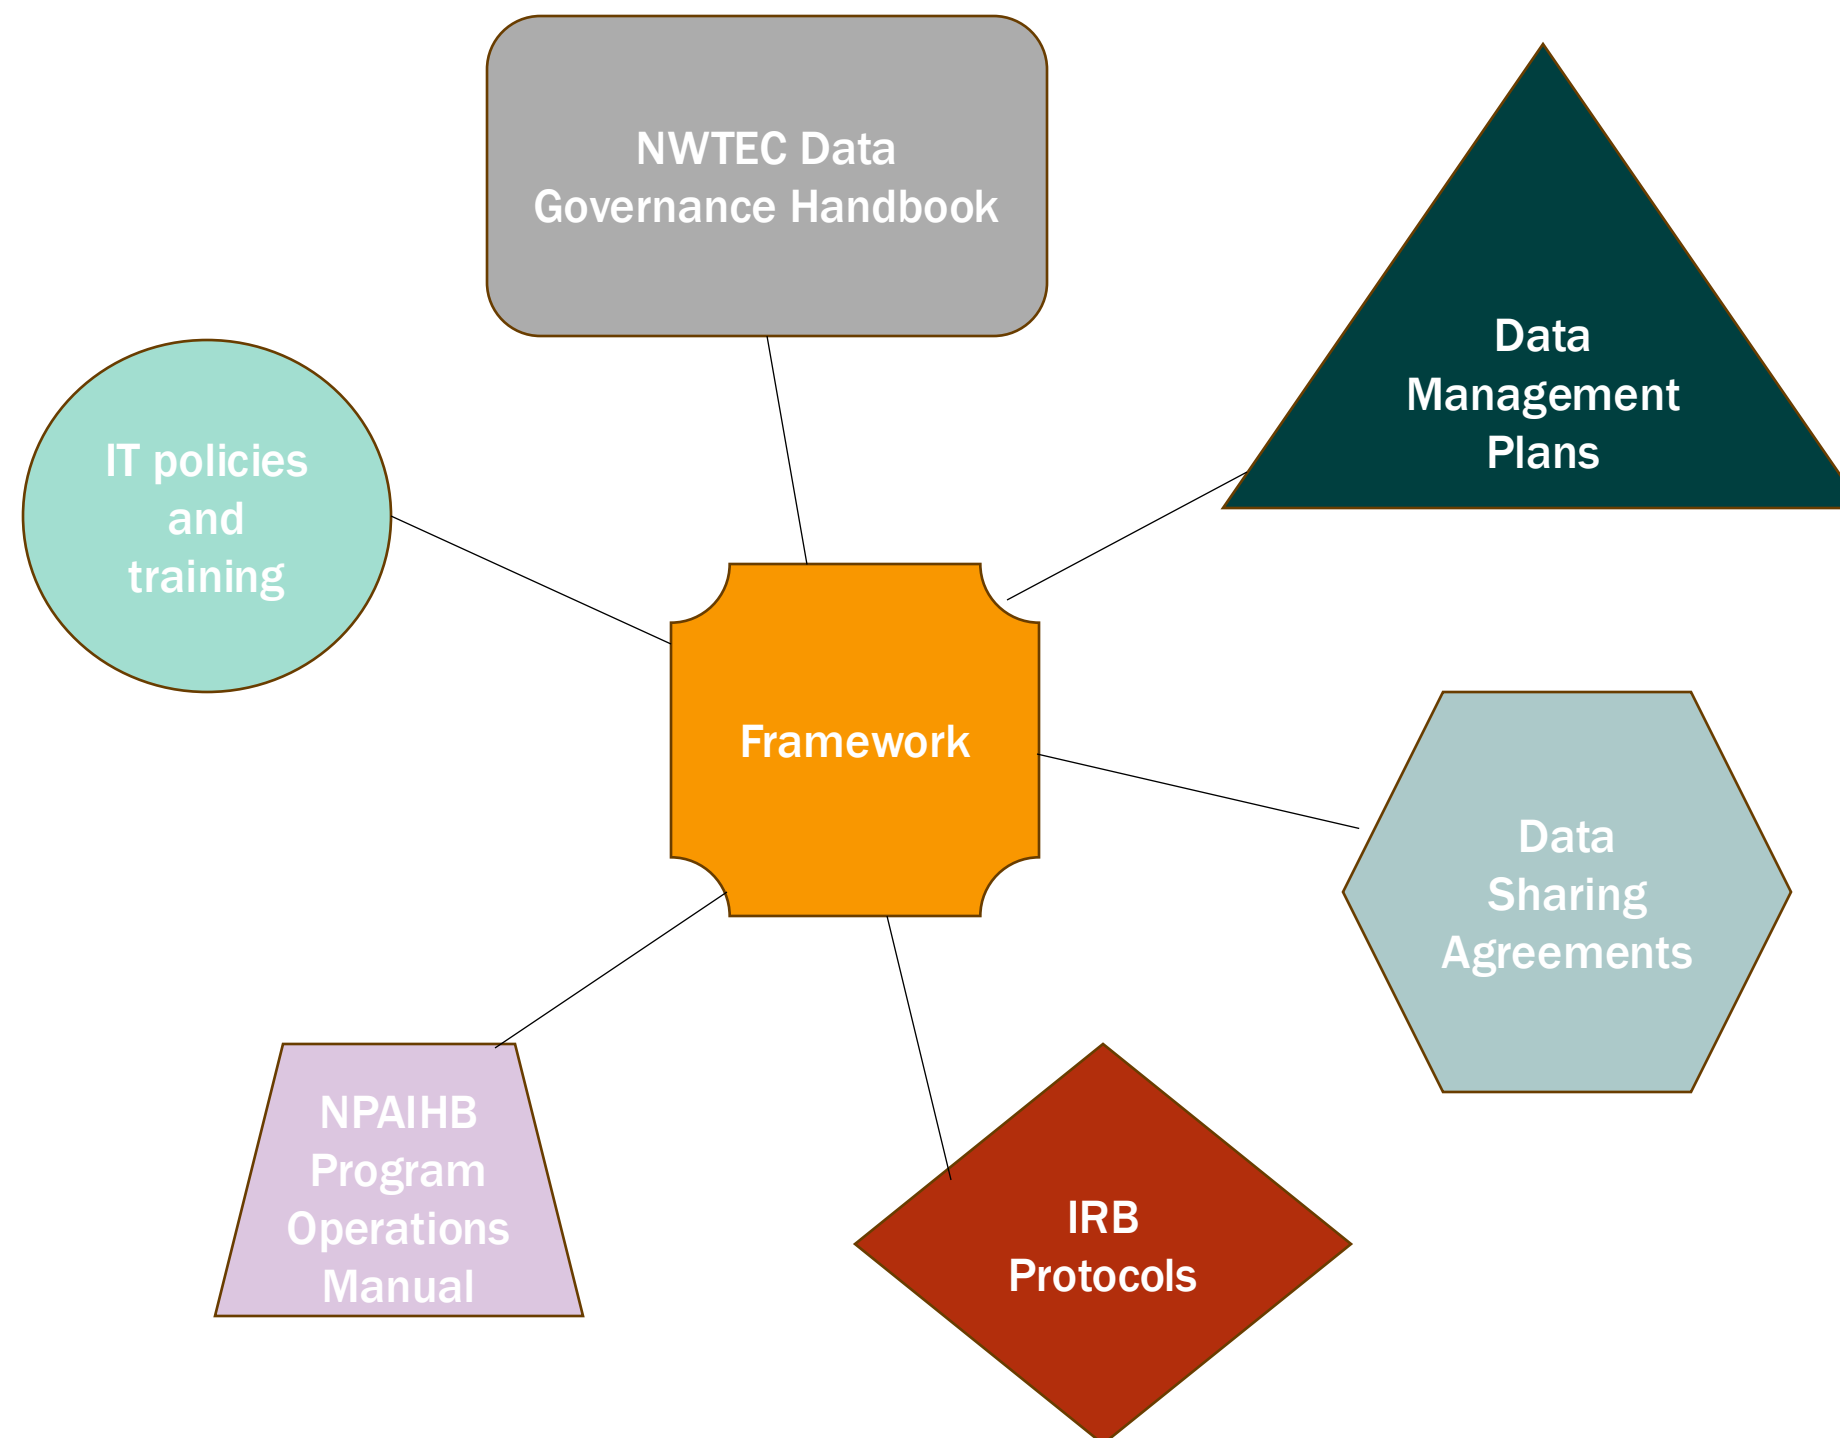 NWTEC Data
Governance Handbook
Data
Management
Plans
IT policies
and
training
Framework
Data
Sharing
Agreements
NPAIHB
Program
Operations
Manual
IRB
Protocols